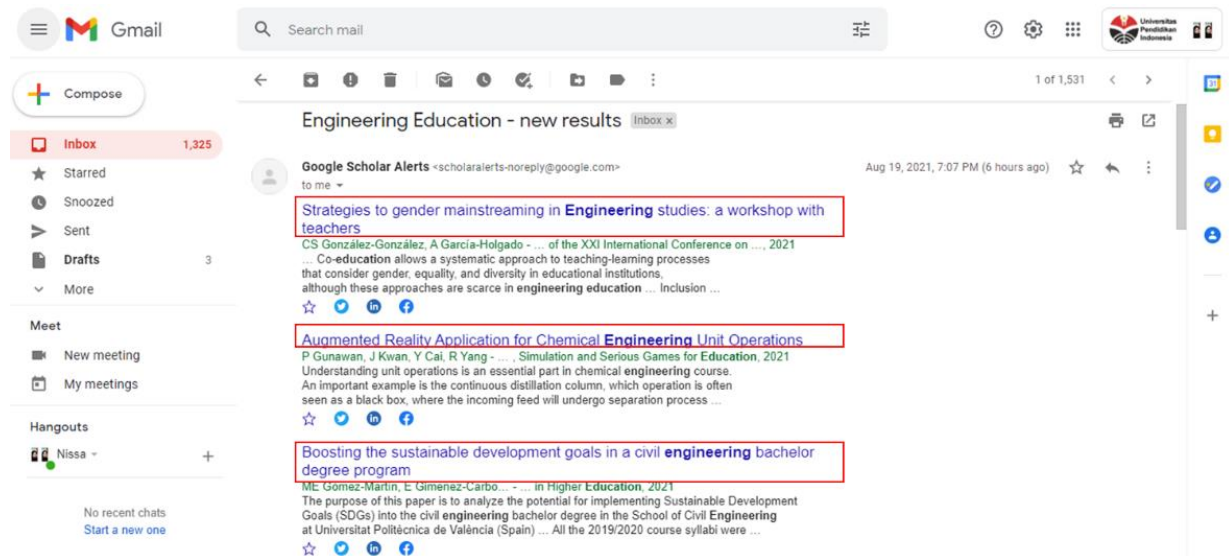 Gmail
Search mail
Universitas
Pendidikan
Indonesia
Compose
1 of 1,531
Engineering Education - new results Inbox x
Inbox 1,325
Starred
Snoozed
Sent
Drafts 3
More
Google Scholar Alerts <scholaralerts-noreply@google.com>
Aug 19, 2021, 7:07 PM (6 hours ago)
to me
Strategies to gender mainstreaming in Engineering studies: a workshop with
teachers
CS González-González, A García-Holgado - ... of the XXI International Conference on ..., 2021
... Co-education allows a systematic approach to teaching-learning processes
that consider gender, equality, and diversity in educational institutions,
although these approaches are scarce in engineering education ... Inclusion ...
Augmented Reality Application for Chemical Engineering Unit Operations
P Gunawan, J Kwan, Y Cai, R Yang - ... , Simulation and Serious Games for Education, 2021
Understanding unit operations is an essential part in chemical engineering course.
An important example is the continuous distillation column, which operation is often
seen as a black box, where the incoming feed will undergo separation process ...
Boosting the sustainable development goals in a civil engineering bachelor
degree program
ME Gómez-Martín, E Gimenez-Carbo... - ... in Higher Education, 2021
The purpose of this paper is to analyze the potential for implementing Sustainable Development
Goals (SDGs) into the civil engineering bachelor degree in the School of Civil Engineering
at Universitat Politècnica de València (Spain) ... All the 2019/2020 course syllabi were ...
Meet
New meeting
My meetings
Hangouts
Nissa
No recent chats
Start a new one
31